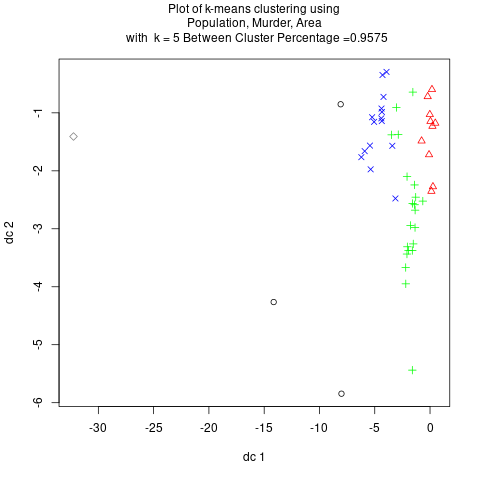 Plot of k-means clustering using
Population, Murder, Area
with k = 5 Between Cluster Percentage =0.9575
-1
-2
-3
-4
-5
-6
dc 2
-30
-25
-20
-15
-10
-5
0
dc 1